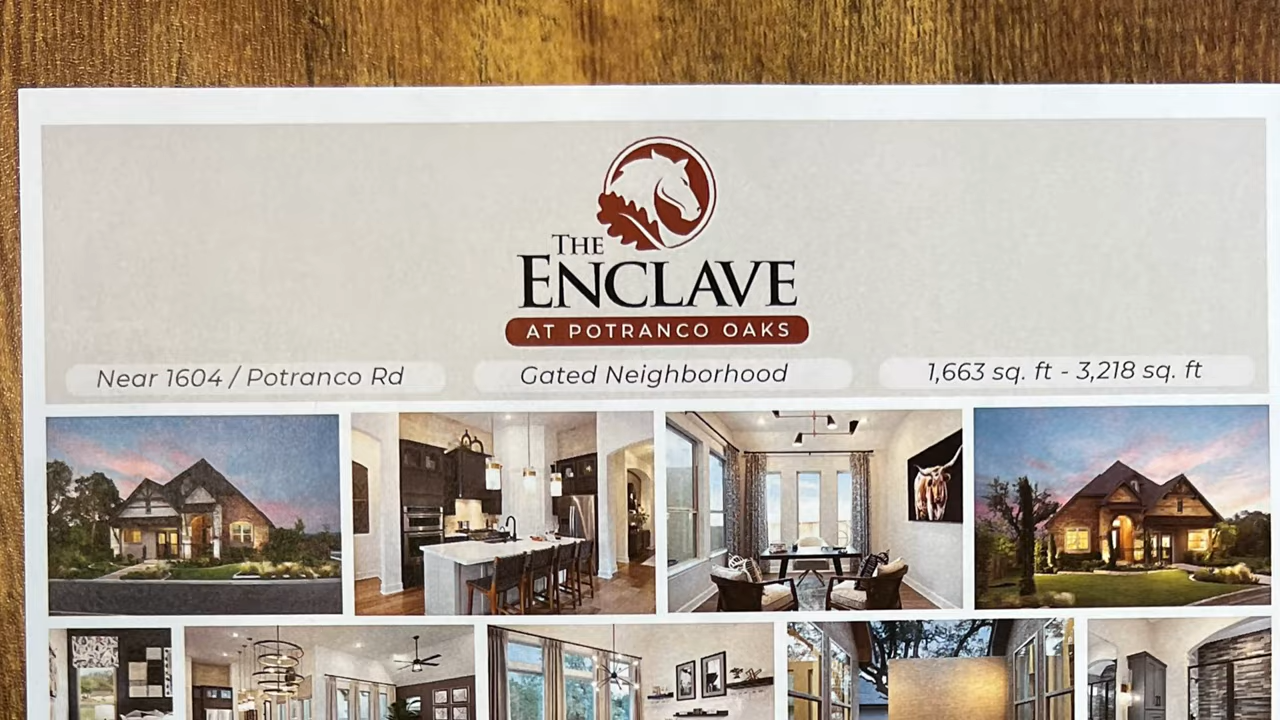 THE
ENCLAVE
AT POTRANCO OAKS
Near 1604 / Potranco Rd
Gated Neighborhood
1,663 sq. ft - 3,218 sq. ft